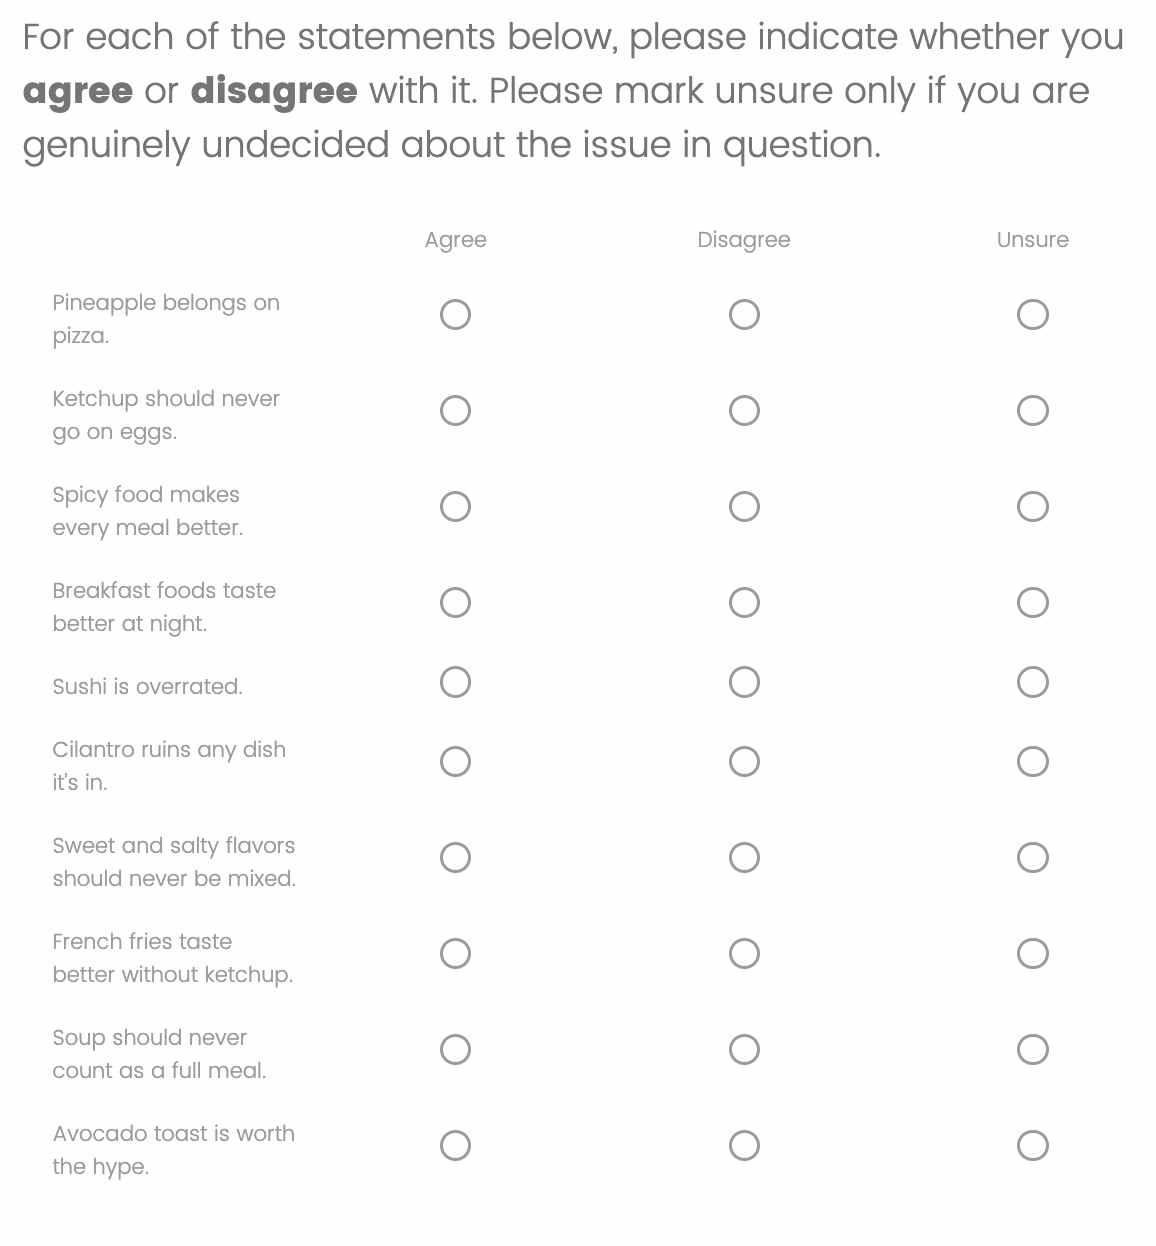 For each of the statements below, please indicate whether you
agree or disagree with it. Please mark unsure only if you are
genuinely undecided about the issue in question.
Agree Disagree Unsure
Pineapple belongs on
pizza.
Ketchup should never
go on eggs.
Spicy food makes
every meal better.
Breakfast foods taste
better at night.
Sushi is overrated.
Cilantro ruins any dish
it's in.
Sweet and salty flavors
should never be mixed.
French fries taste
better without ketchup.
Soup should never
count as a full meal.
Avocado toast is worth
the hype.